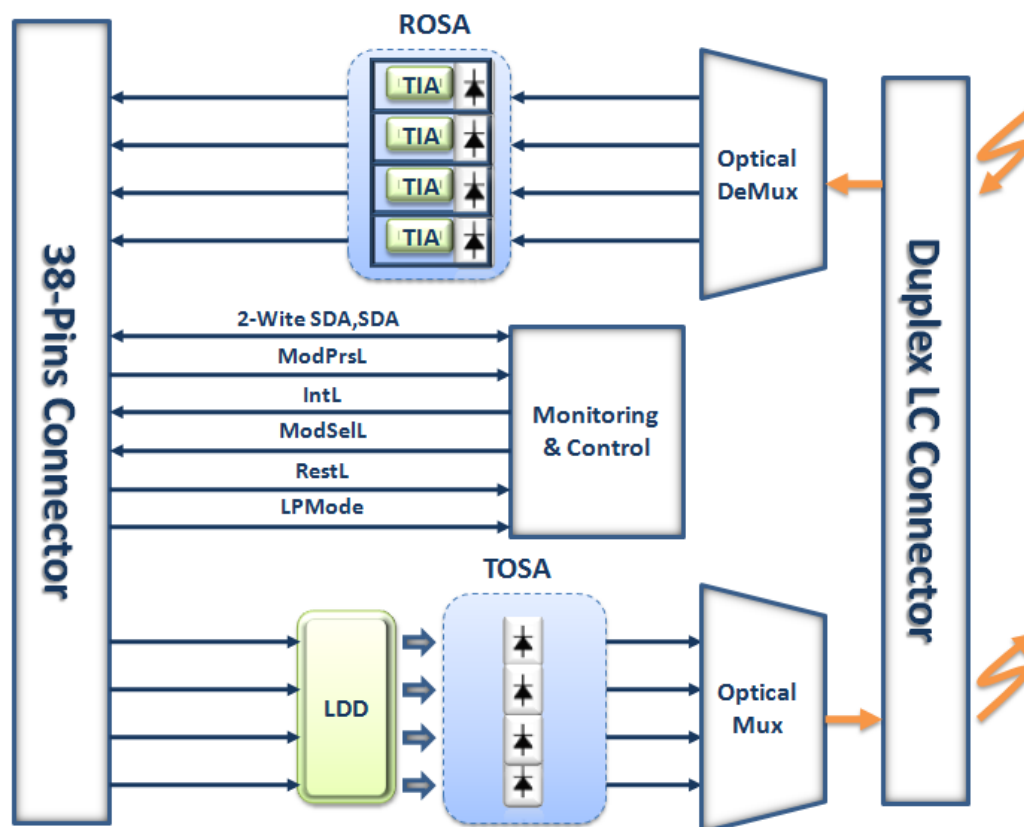 ROSA
TIA
TIA
TIA
TIA
Optical
DeMux
38-Pins Connector
Duplex LC Connector
2-Wite SDA,SDA
ModPrsL
IntL
ModSelL
RestL
LPMode
Monitoring
& Control
TOSA
LDD
Optical
Mux